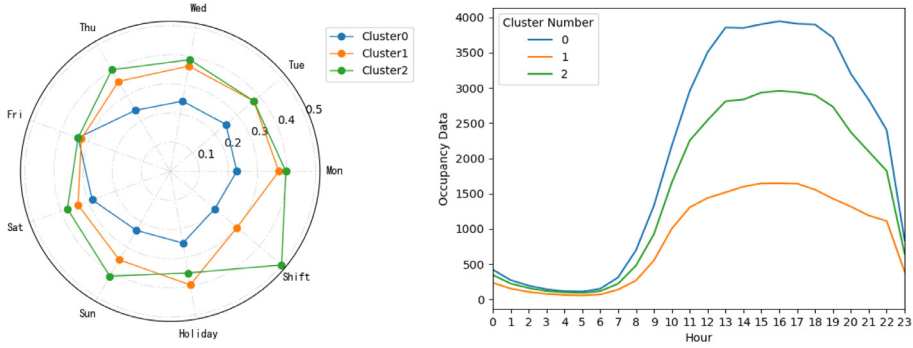 Wed
Thu
Tue
Fri
Mon
Sat
Shift
Sun
Holiday
0.1
0.2
0.3
0.4
0.5
Cluster0
Cluster1
Cluster2
Occupancy Data
4000
3500
3000
2500
2000
1500
1000
500
0
Cluster Number
0
1
2
0 1 2 3 4 5 6 7 8 9 10 11 12 13 14 15 16 17 18 19 20 21 22 23
Hour